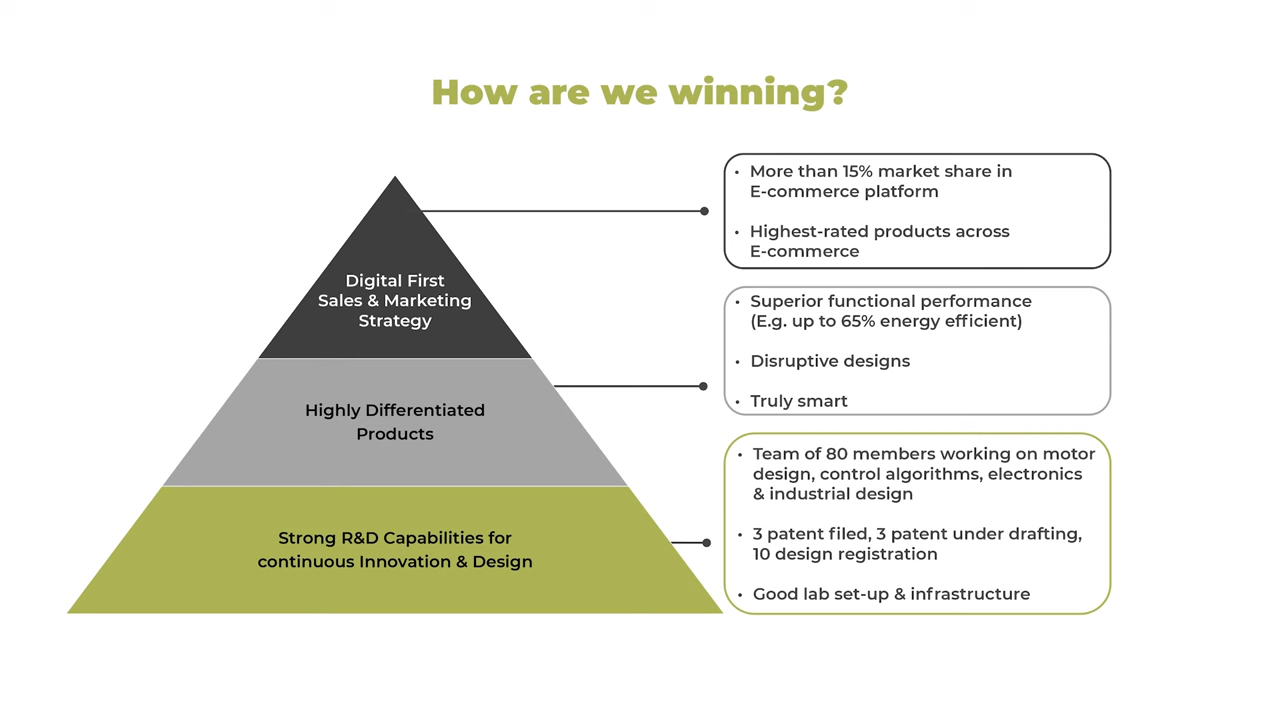 How are we winning?
Digital First
Sales & Marketing
Strategy
• More than 15% market share in
E-commerce platform
• Highest-rated products across
E-commerce
Highly Differentiated
Products
• Superior functional performance
(E.g. up to 65% energy efficient)
• Disruptive designs
• Truly smart
Strong R&D Capabilities for
continuous Innovation & Design
• Team of 80 members working on motor
design, control algorithms, electronics
& industrial design
• 3 patent filed, 3 patent under drafting,
10 design registration
• Good lab set-up & infrastructure